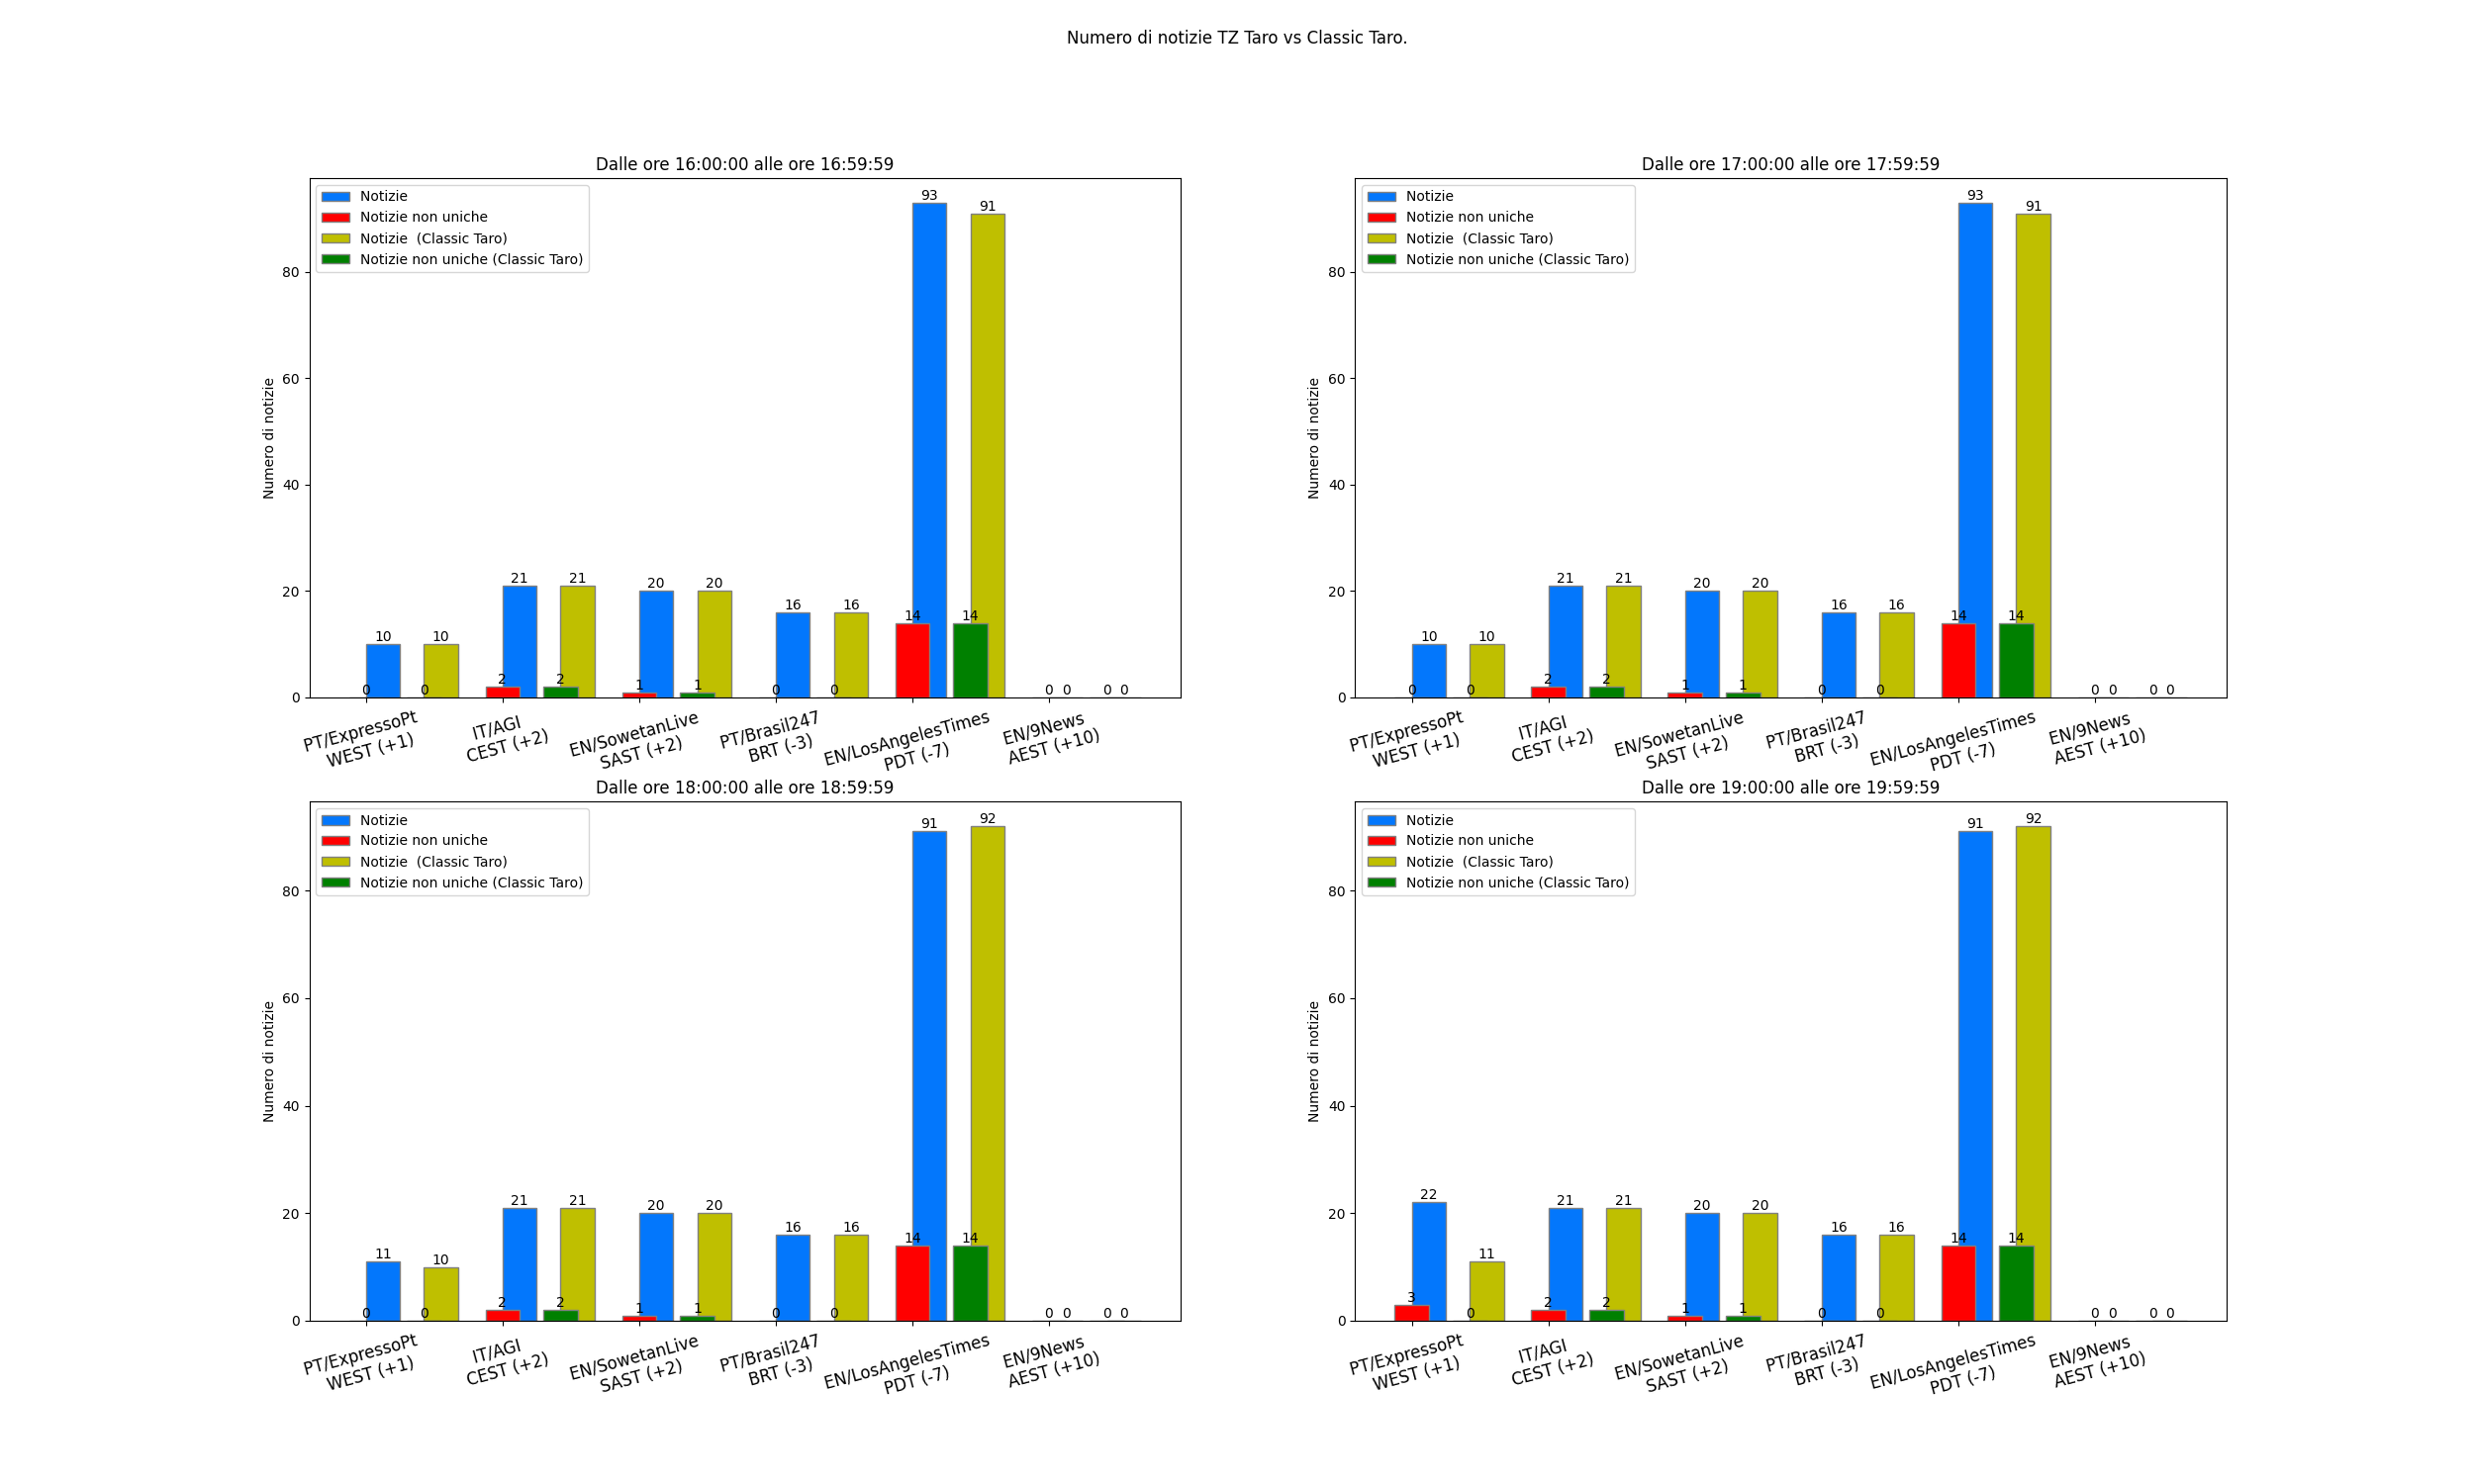 Numero di notizie TZ Taro vs Classic Taro.
Dalle ore 16:00:00 alle ore 16:59:59
Notizie
Notizie non uniche
Notizie  (Classic Taro)
Notizie non uniche (Classic Taro)
Numero di notizie
80
60
40
20
0
10 10 21 21 20 20 16 16 93 91
0 0 2 2 1 1 0 0 14 14 0 0 0 0
PT/ExpressoPt
WEST (+1)
IT/AGI
CEST (+2)
EN/SowetanLive
SAST (+2)
PT/Brasil247
BRT (-3)
EN/LosAngelesTimes
PDT (-7)
EN/9News
AEST (+10)
Dalle ore 17:00:00 alle ore 17:59:59
Notizie
Notizie non uniche
Notizie  (Classic Taro)
Notizie non uniche (Classic Taro)
Numero di notizie
80
60
40
20
0
10 10 21 21 20 20 16 16 93 91
0 0 2 2 1 1 0 0 14 14 0 0 0 0
PT/ExpressoPt
WEST (+1)
IT/AGI
CEST (+2)
EN/SowetanLive
SAST (+2)
PT/Brasil247
BRT (-3)
EN/LosAngelesTimes
PDT (-7)
EN/9News
AEST (+10)
Dalle ore 18:00:00 alle ore 18:59:59
Notizie
Notizie non uniche
Notizie  (Classic Taro)
Notizie non uniche (Classic Taro)
Numero di notizie
80
60
40
20
0
11 10 21 21 20 20 16 16 91 92
0 0 2 2 1 1 0 0 14 14 0 0 0 0
PT/ExpressoPt
WEST (+1)
IT/AGI
CEST (+2)
EN/SowetanLive
SAST (+2)
PT/Brasil247
BRT (-3)
EN/LosAngelesTimes
PDT (-7)
EN/9News
AEST (+10)
Dalle ore 19:00:00 alle ore 19:59:59
Notizie
Notizie non uniche
Notizie  (Classic Taro)
Notizie non uniche (Classic Taro)
Numero di notizie
80
60
40
20
0
22 11 21 21 20 20 16 16 91 92
3 0 2 2 1 1 0 0 14 14 0 0 0 0
PT/ExpressoPt
WEST (+1)
IT/AGI
CEST (+2)
EN/SowetanLive
SAST (+2)
PT/Brasil247
BRT (-3)
EN/LosAngelesTimes
PDT (-7)
EN/9News
AEST (+10)